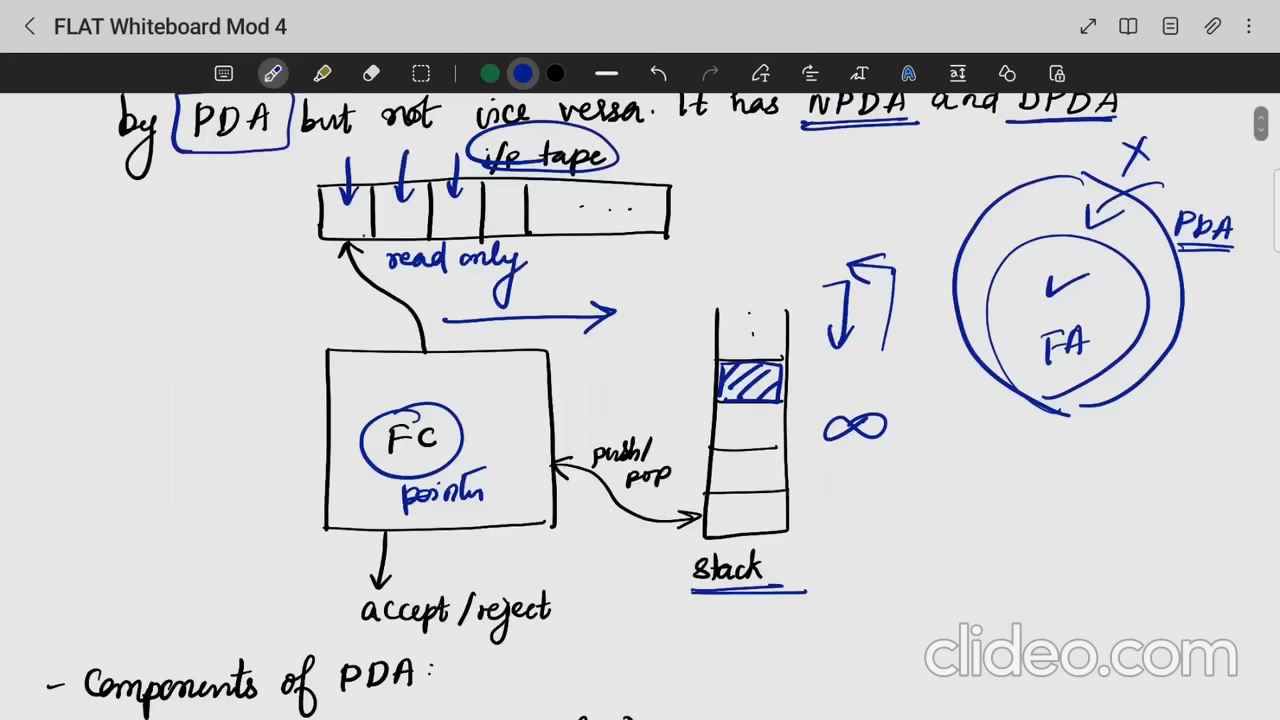 FLAT Whiteboard Mod 4
by PDA but not vice versa. It has NPDA and DPDA
i/p tape
X
PDA
read only
FA
∞
FC
pointer
push/
pop
stack
accept/reject
- Components of PDA:
clideo.com